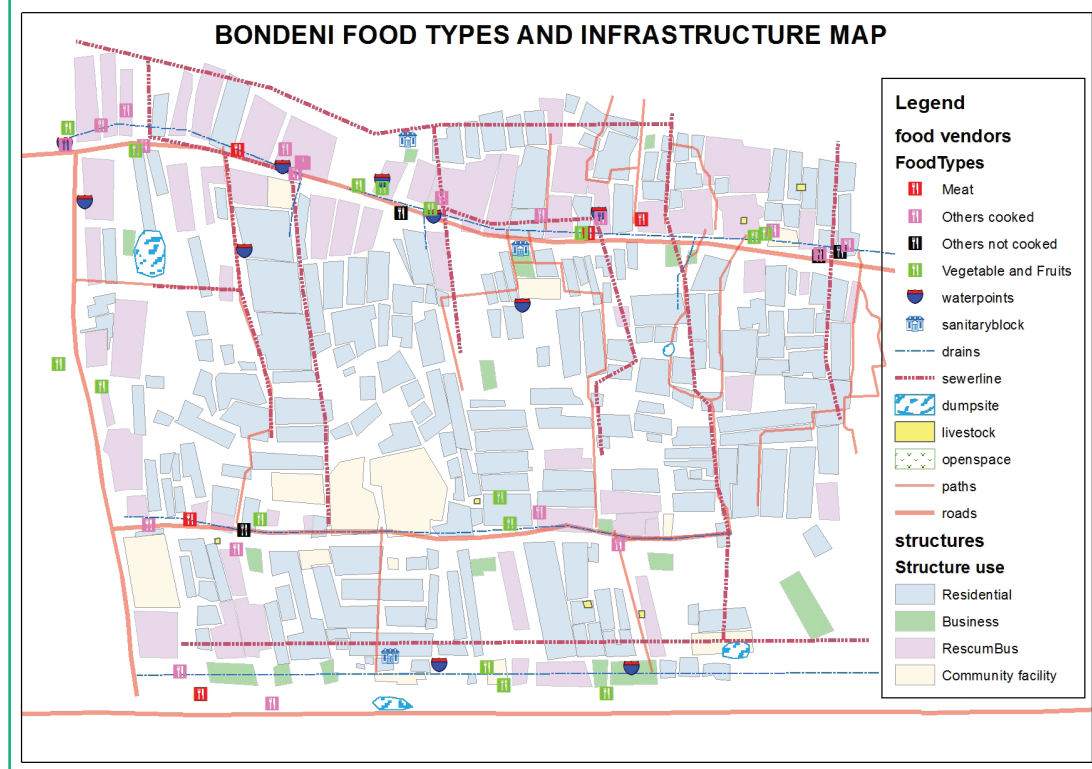 BONDENI FOOD TYPES AND INFRASTRUCTURE MAP
Legend
food vendors
FoodTypes
Meat
Others cooked
Others not cooked
Vegetable and Fruits
waterpoints
sanitaryblock
drains
sewerline
dumpsite
livestock
openspace
paths
roads
structures
Structure use
Residential
Business
RescumBus
Community facility